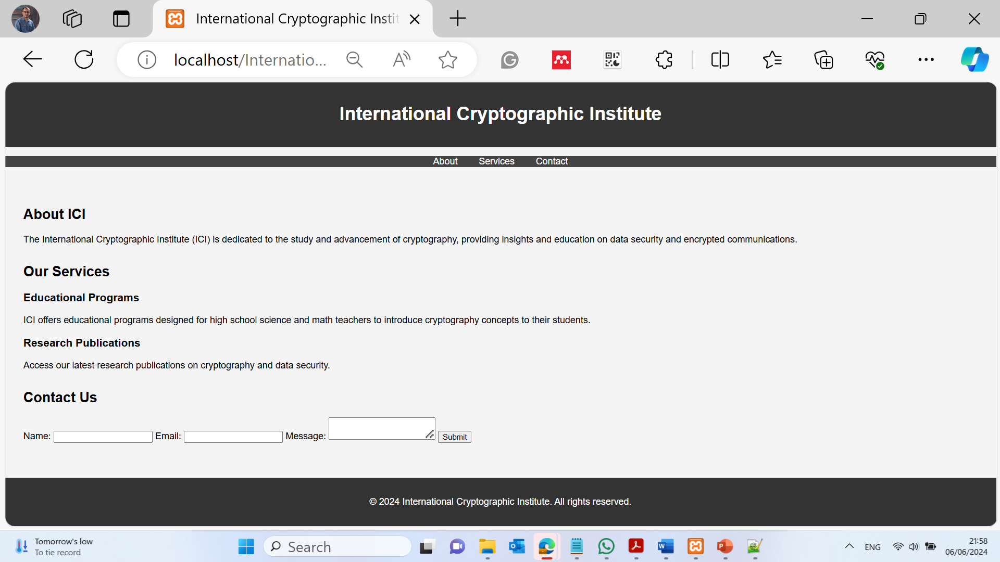 International Cryptographic Instit
localhost/Internatio...
International Cryptographic Institute
About Services Contact
About ICI
The International Cryptographic Institute (ICI) is dedicated to the study and advancement of cryptography, providing insights and education on data security and encrypted communications.
Our Services
Educational Programs
ICI offers educational programs designed for high school science and math teachers to introduce cryptography concepts to their students.
Research Publications
Access our latest research publications on cryptography and data security.
Contact Us
Name: Email: Message: Submit
© 2024 International Cryptographic Institute. All rights reserved.
Tomorrow's low
To tie record
Search
ENG
21:58
06/06/2024